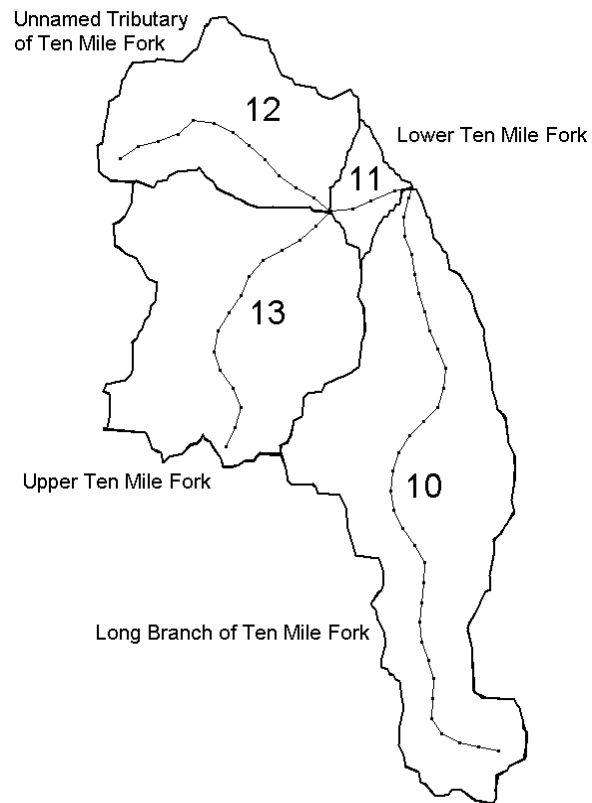 Unnamed Tributary
of Ten Mile Fork
12
Lower Ten Mile Fork
11
13
Upper Ten Mile Fork
10
Long Branch of Ten Mile Fork